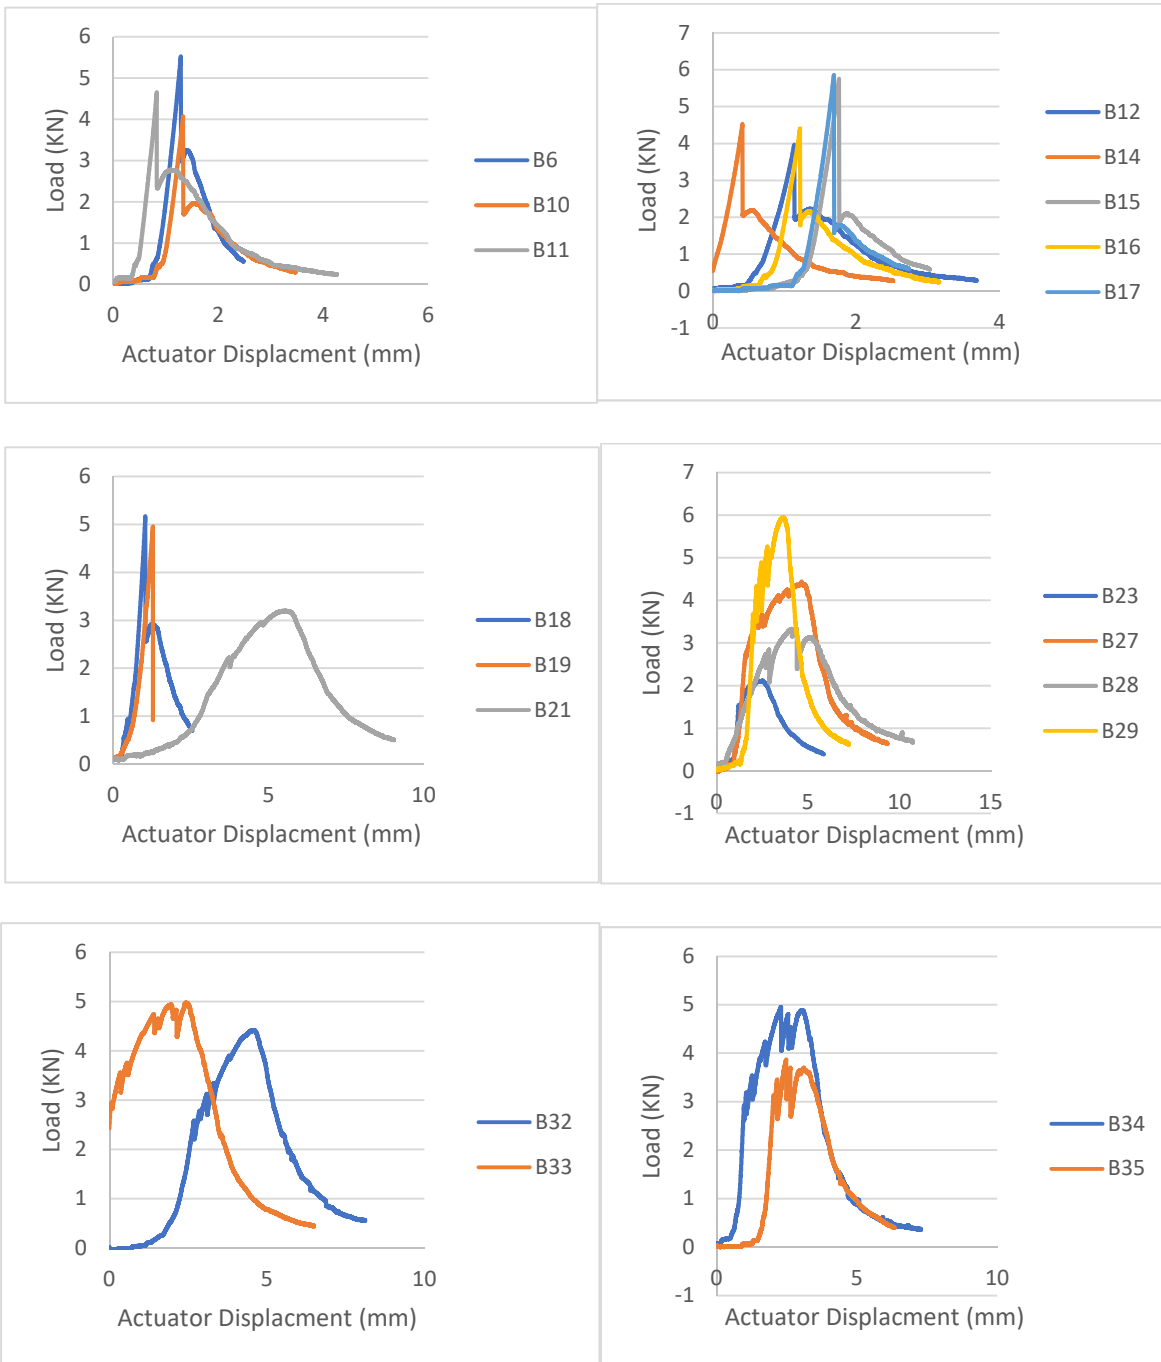 6
5
4
3
2
1
0
Load (KN)
0 2 4 6
Actuator Displacment (mm)
B6
B10
B11
7
6
5
4
3
2
1
0
-1
Load (KN)
0 2 4
Actuator Displacment (mm)
B12
B14
B15
B16
B17
6
5
4
3
2
1
0
Load (KN)
0 5 10
Actuator Displacment (mm)
B18
B19
B21
7
6
5
4
3
2
1
0
-1
Load (KN)
0 5 10 15
Actuator Displacment (mm)
B23
B27
B28
B29
6
5
4
3
2
1
0
Load (KN)
0 5 10
Actuator Displacment (mm)
B32
B33
6
5
4
3
2
1
0
-1
Load (KN)
0 5 10
Actuator Displacment (mm)
B34
B35